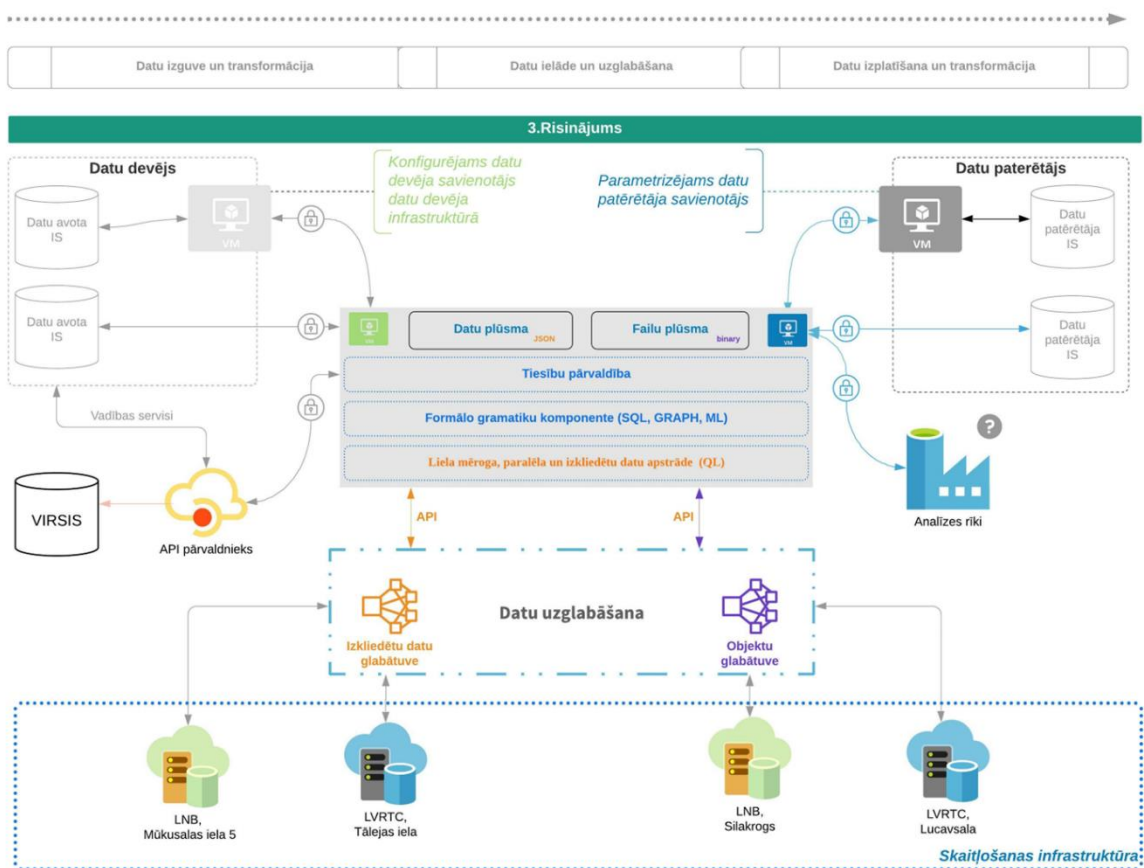 Datu izguve un transformācija
Datu ielāde un uzglabāšana
Datu izplatīšana un transformācija
3.Risinājums
Datu devējs
Konfigurējams datu
devēja savienotājs
datu devēja
infrastruktūrā
Parametrizējams datu
patērētāja savienotājs
Datu paterētājs
Datu avota
IS
VM
VM
Datu
patērētāja
IS
Datu avota
IS
VM
Datu plūsma
JSON
Failu plūsma
binary
VM
Datu
patērētāja
IS
Tiesību pārvaldība
Vadības servisi
Formālo gramatiku komponente (SQL, GRAPH, ML)
?
Liela mēroga, paralēla un izkliedētu datu apstrāde (QL)
VIRSIS
API pārvaldnieks
API
API
Analīzes rīki
Datu uzglabāšana
Izkliedētu datu
glabātuve
Objektu
glabātuve
LNB,
Mūkusalas iela 5
LVRTC,
Tālejas iela
LNB,
Silakrogs
LVRTC,
Lucavsala
Skaitļošanas infrastruktūra